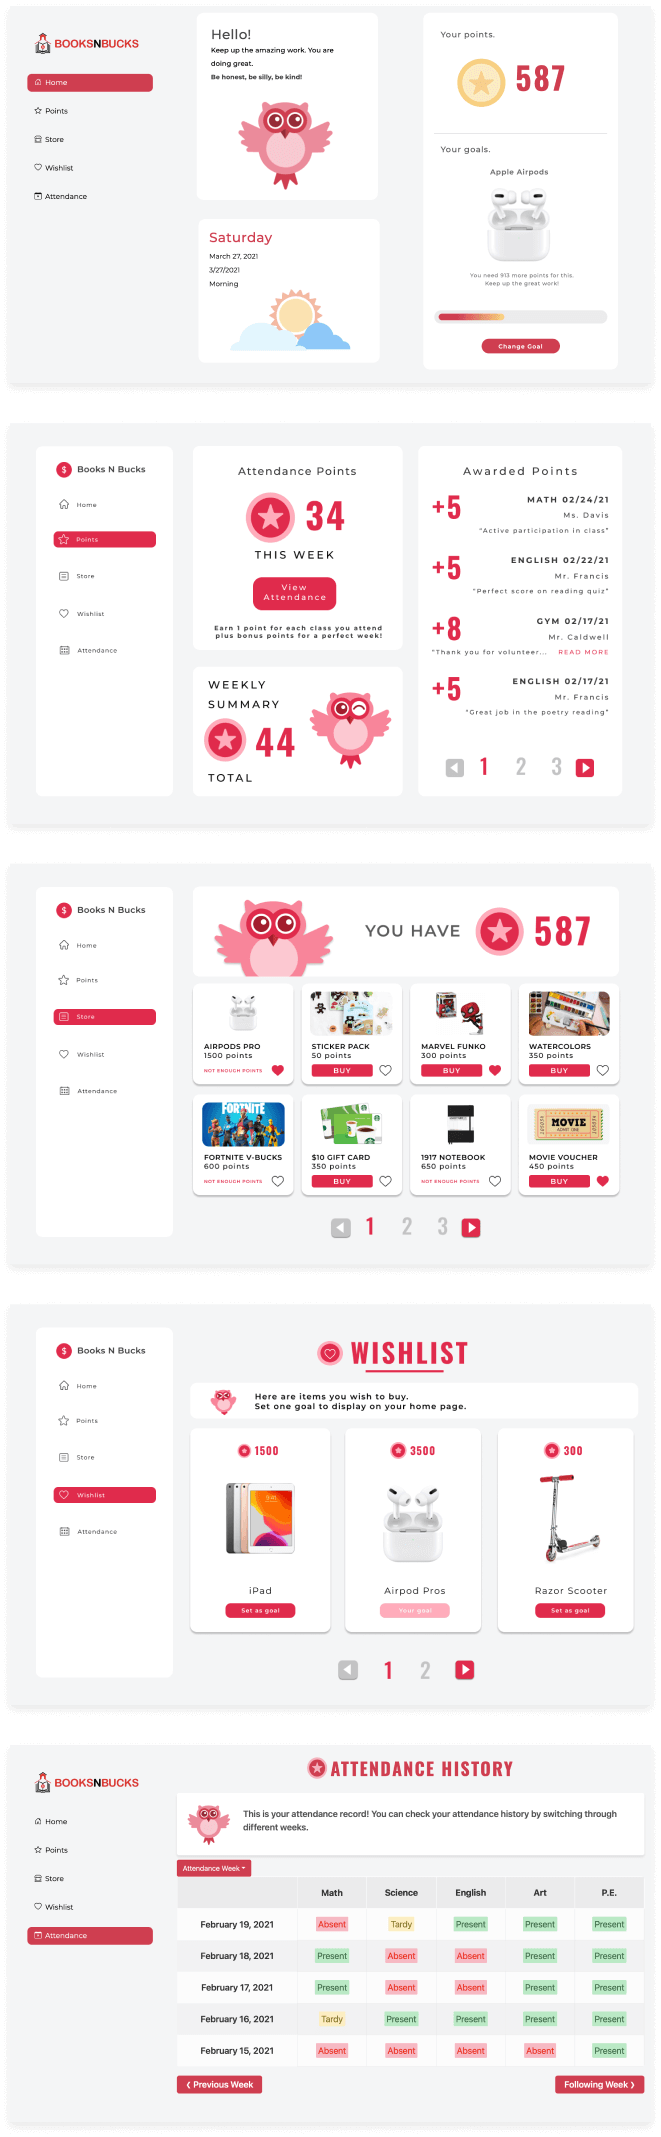 BOOKSNBUCKS
Home
Points
Store
Wishlist
Attendance
Hello!
Keep up the amazing work. You are
doing great.
Be honest, be silly, be kind!
Saturday
March 27, 2021
3/27/2021
Morning
Your points.
587
Your goals.
Apple Airpods
You need 913 more points for this.
Keep up the great work!
Change Goal
$ Books N Bucks
Home
Points
Store
Wishlist
Attendance
Attendance Points
34
THIS WEEK
View
Attendance
Earn 1 point for each class you attend
plus bonus points for a perfect week!
WEEKLY
SUMMARY
44
TOTAL
Awarded Points
+5 MATH 02/24/21
Ms. Davis
"Active participation in class"
+5 ENGLISH 02/22/21
Mr. Francis
"Perfect score on reading quiz"
+8 GYM 02/17/21
Mr. Caldwell
"Thank you for volunteer... READ MORE
+5 ENGLISH 02/17/21
Mr. Francis
"Great job in the poetry reading"
1 2 3
$ Books N Bucks
Home
Points
Store
Wishlist
Attendance
YOU HAVE 587
AIRPODS PRO
1500 points
NOT ENOUGH POINTS
STICKER PACK
50 points
BUY
MARVEL FUNKO
300 points
BUY
WATERCOLORS
350 points
BUY
FORTNITE
FORTNITE V-BUCKS
600 points
NOT ENOUGH POINTS
$10 GIFT CARD
350 points
BUY
1917 NOTEBOOK
650 points
NOT ENOUGH POINTS
MOVIE
ADMIT ONE
MOVIE VOUCHER
450 points
BUY
1 2 3
$ Books N Bucks
Home
Points
Store
Wishlist
Attendance
WISHLIST
Here are items you wish to buy.
Set one goal to display on your home page.
1500
iPad
Set as goal
3500
Airpod Pros
Your goal
300
Razor Scooter
Set as goal
1 2
BOOKSNBUCKS
Home
Points
Store
Wishlist
Attendance
ATTENDANCE HISTORY
This is your attendance record! You can check your attendance history by switching through
different weeks.
Attendance Week
Math Science English Art P.E.
February 19, 2021 Absent Tardy Present Present Present
February 18, 2021 Present Absent Absent Present Present
February 17, 2021 Present Absent Absent Present Present
February 16, 2021 Tardy Present Present Present Present
February 15, 2021 Absent Absent Absent Absent Present
❮ Previous Week
Following Week ❯